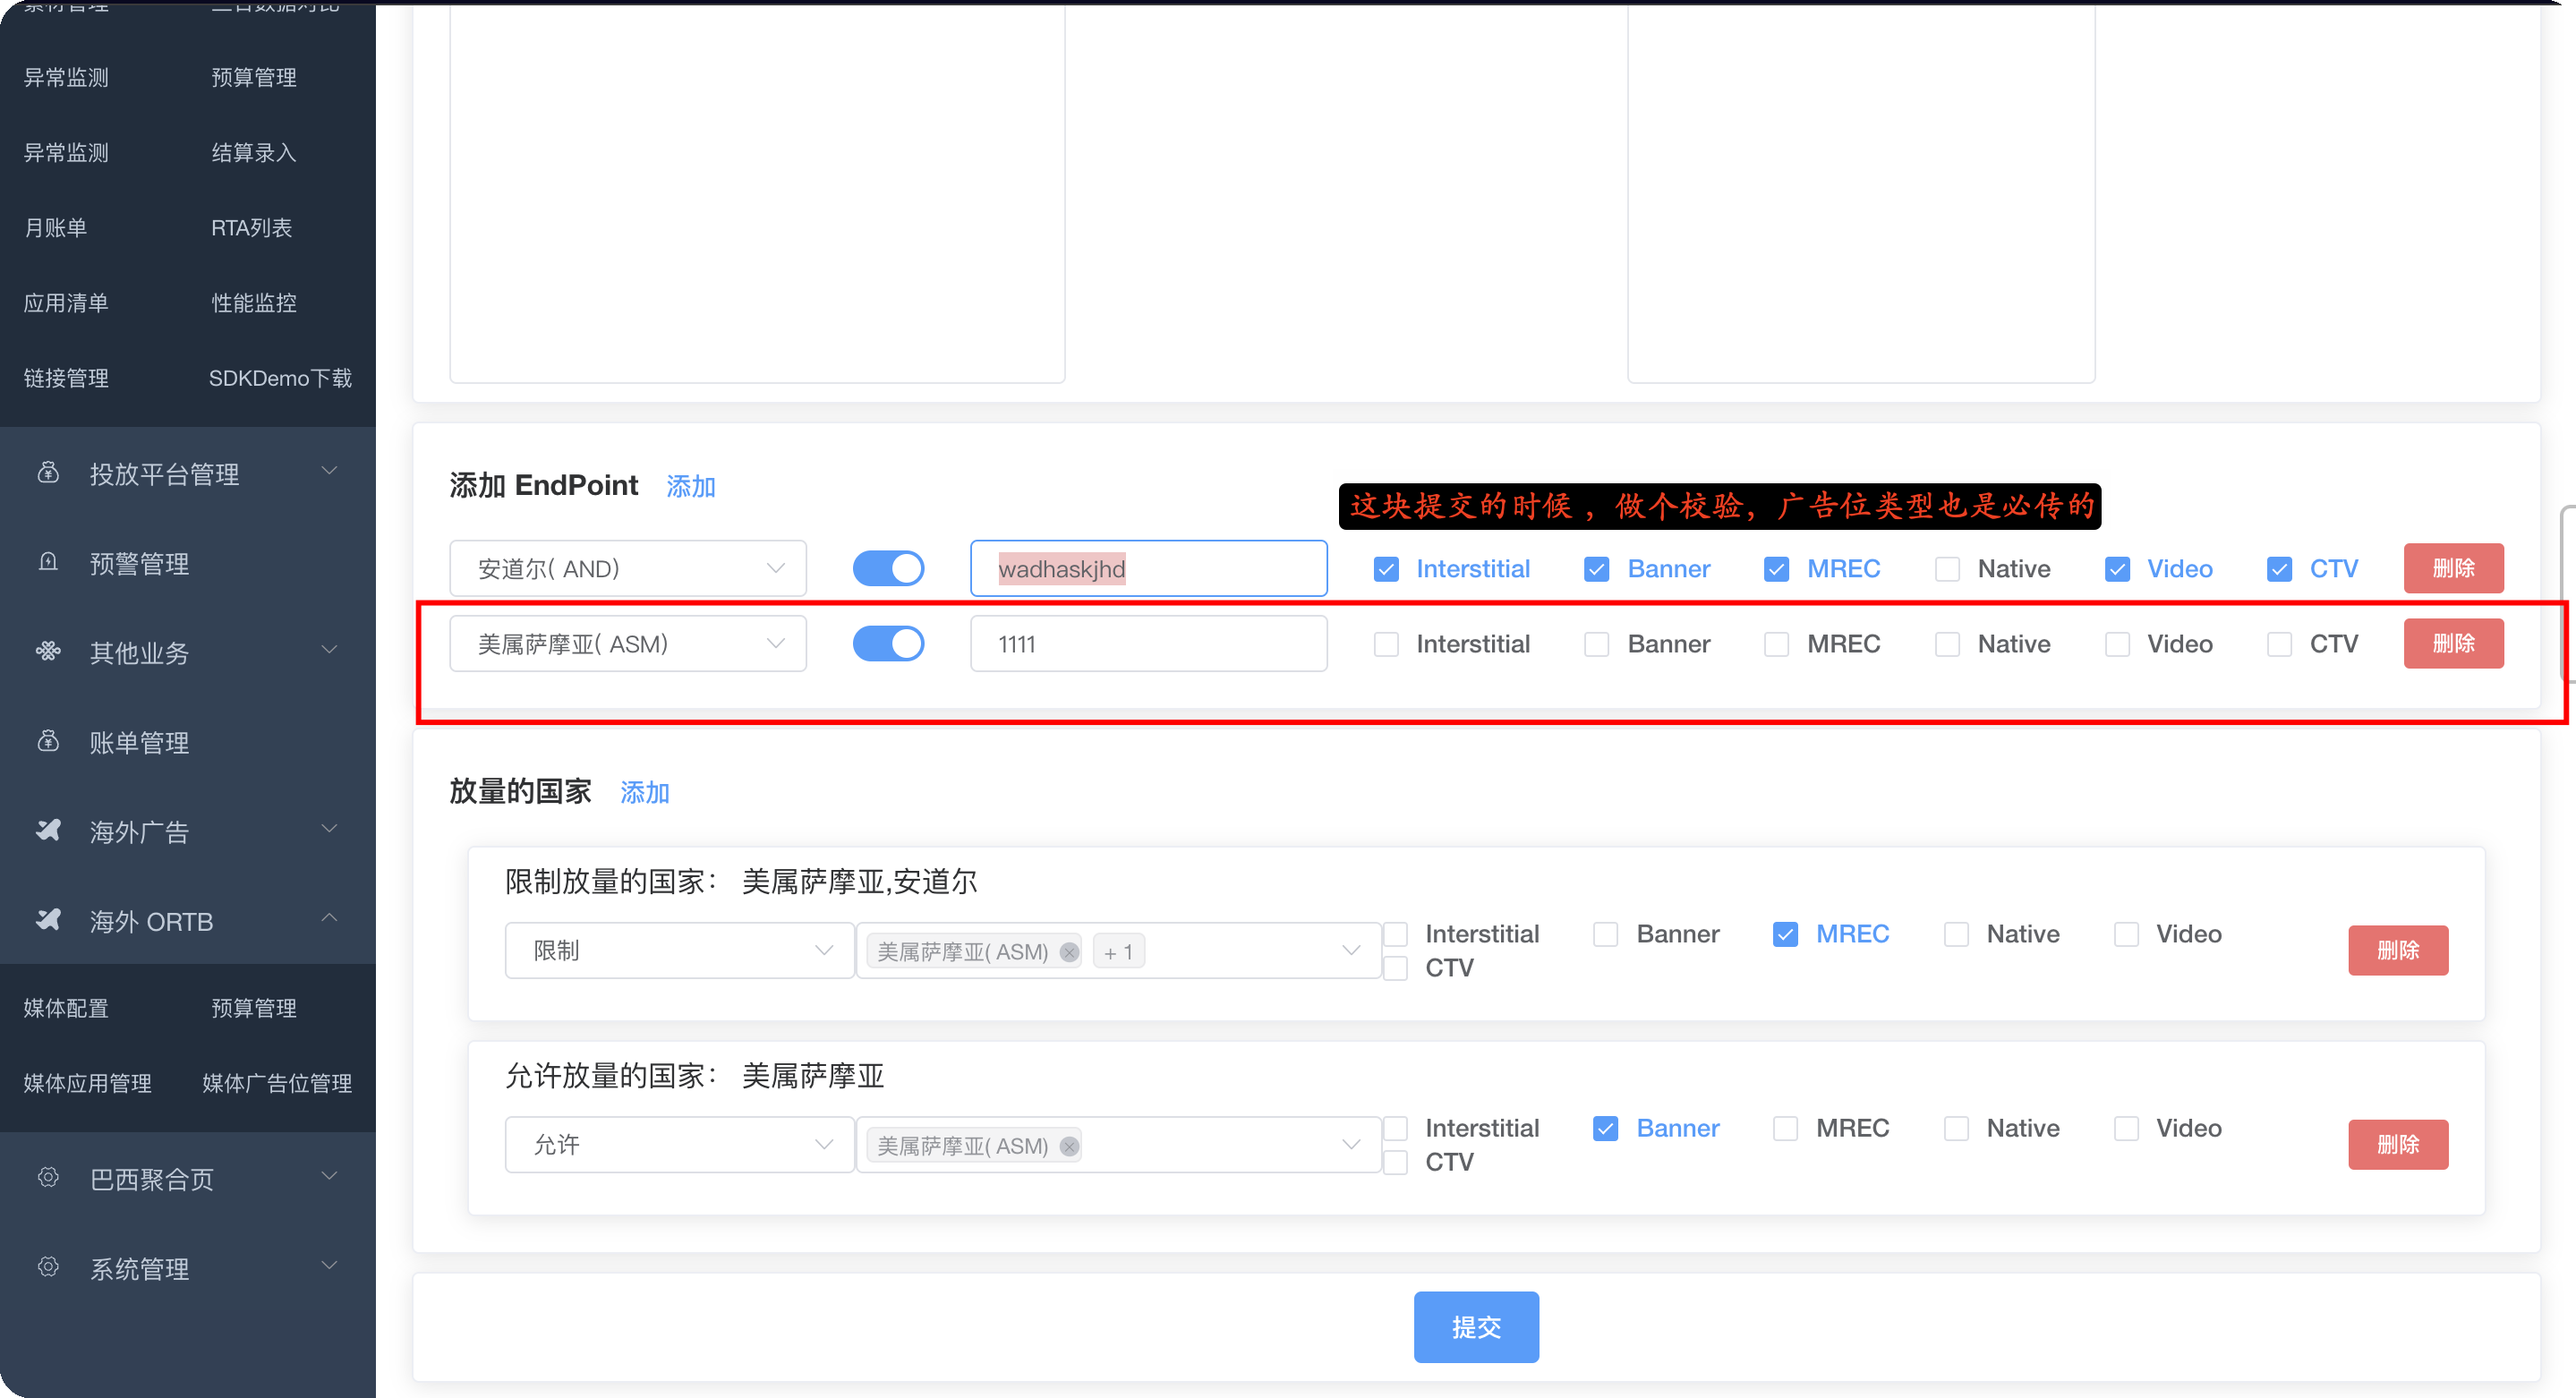 异常监测 预算管理
异常监测 结算录入
月账单 RTA列表
应用清单 性能监控
链接管理 SDKDemo下载
投放平台管理
预警管理
其他业务
账单管理
海外广告
海外 ORTB
媒体配置 预算管理
媒体应用管理 媒体广告位管理
巴西聚合页
系统管理
添加 EndPoint 添加
这块提交的时候，做个校验，广告位类型也是必传的
安道尔( AND) wadhaskjhd Interstitial Banner MREC Native Video CTV 删除
美属萨摩亚( ASM) 1111 Interstitial Banner MREC Native Video CTV 删除
放量的国家 添加
限制放量的国家： 美属萨摩亚,安道尔
限制 美属萨摩亚( ASM) + 1 Interstitial Banner MREC Native Video 删除
CTV
允许放量的国家： 美属萨摩亚
允许 美属萨摩亚( ASM) Interstitial Banner MREC Native Video 删除
CTV
提交